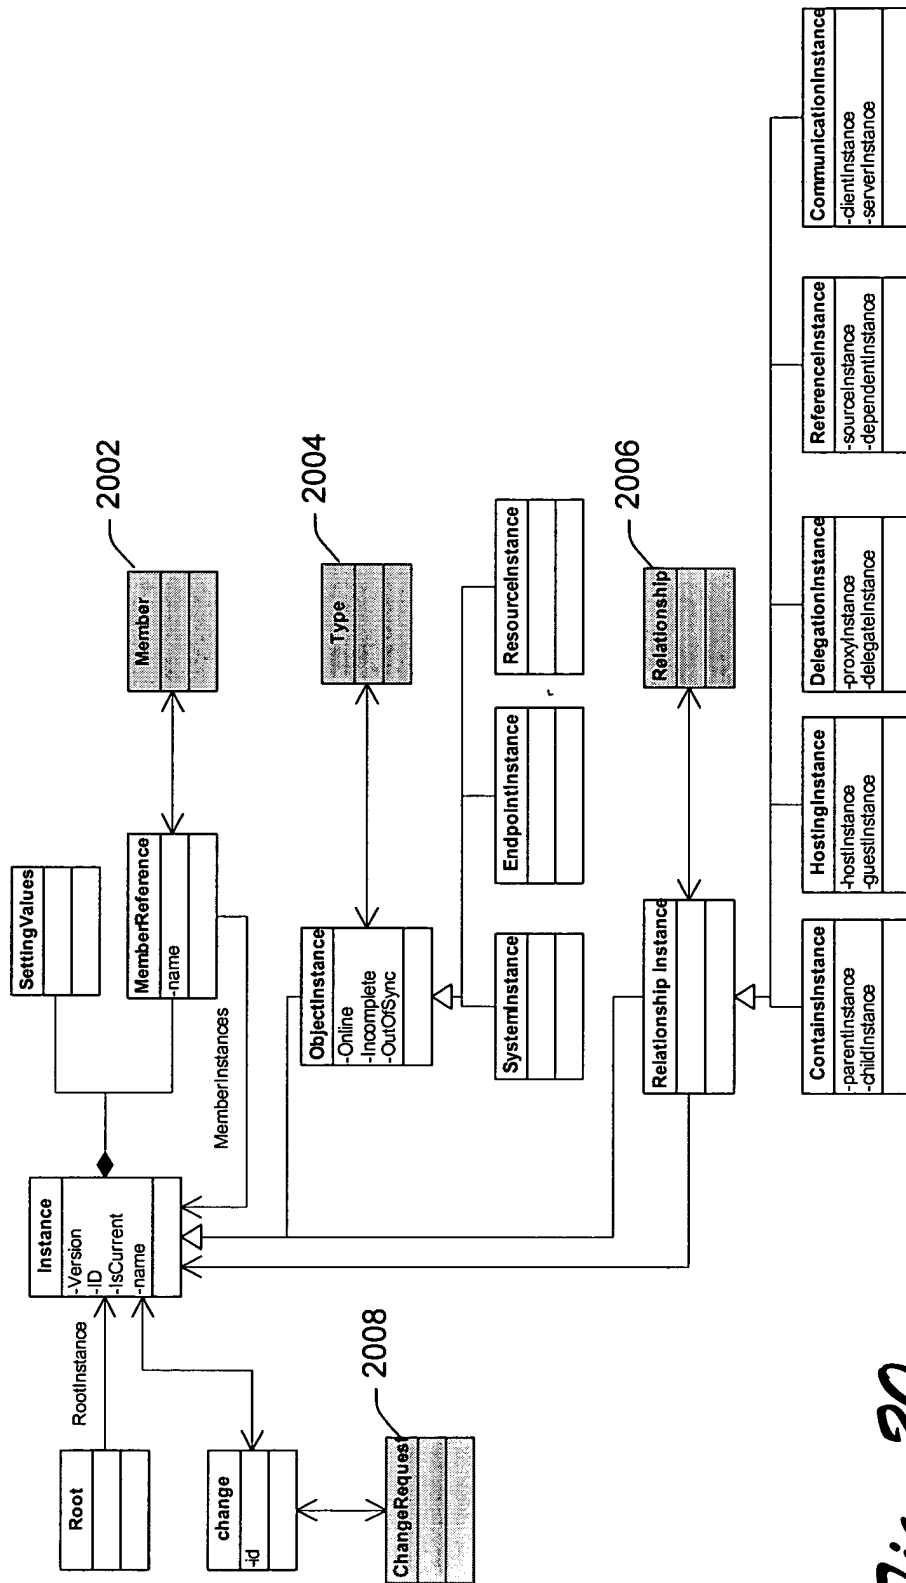 Root
RootInstance
change
-id
ChangeRequest
2008
Instance
-Version
-ID
-IsCurrent
-name
SettingValues
MemberReference
-name
MemberInstances
Member
2002
ObjectInstance
-Online
-Incomplete
-OutOfSync
Type
2004
SystemInstance
EndpointInstance
ResourceInstance
Relationship Instance
Relationship
2006
ContainsInstance
-parentInstance
-childInstance
HostingInstance
-hostInstance
-guestInstance
DelegationInstance
-proxyInstance
-delegateInstance
ReferenceInstance
-sourceInstance
-dependentInstance
CommunicationInstance
-clientInstance
-serverInstance